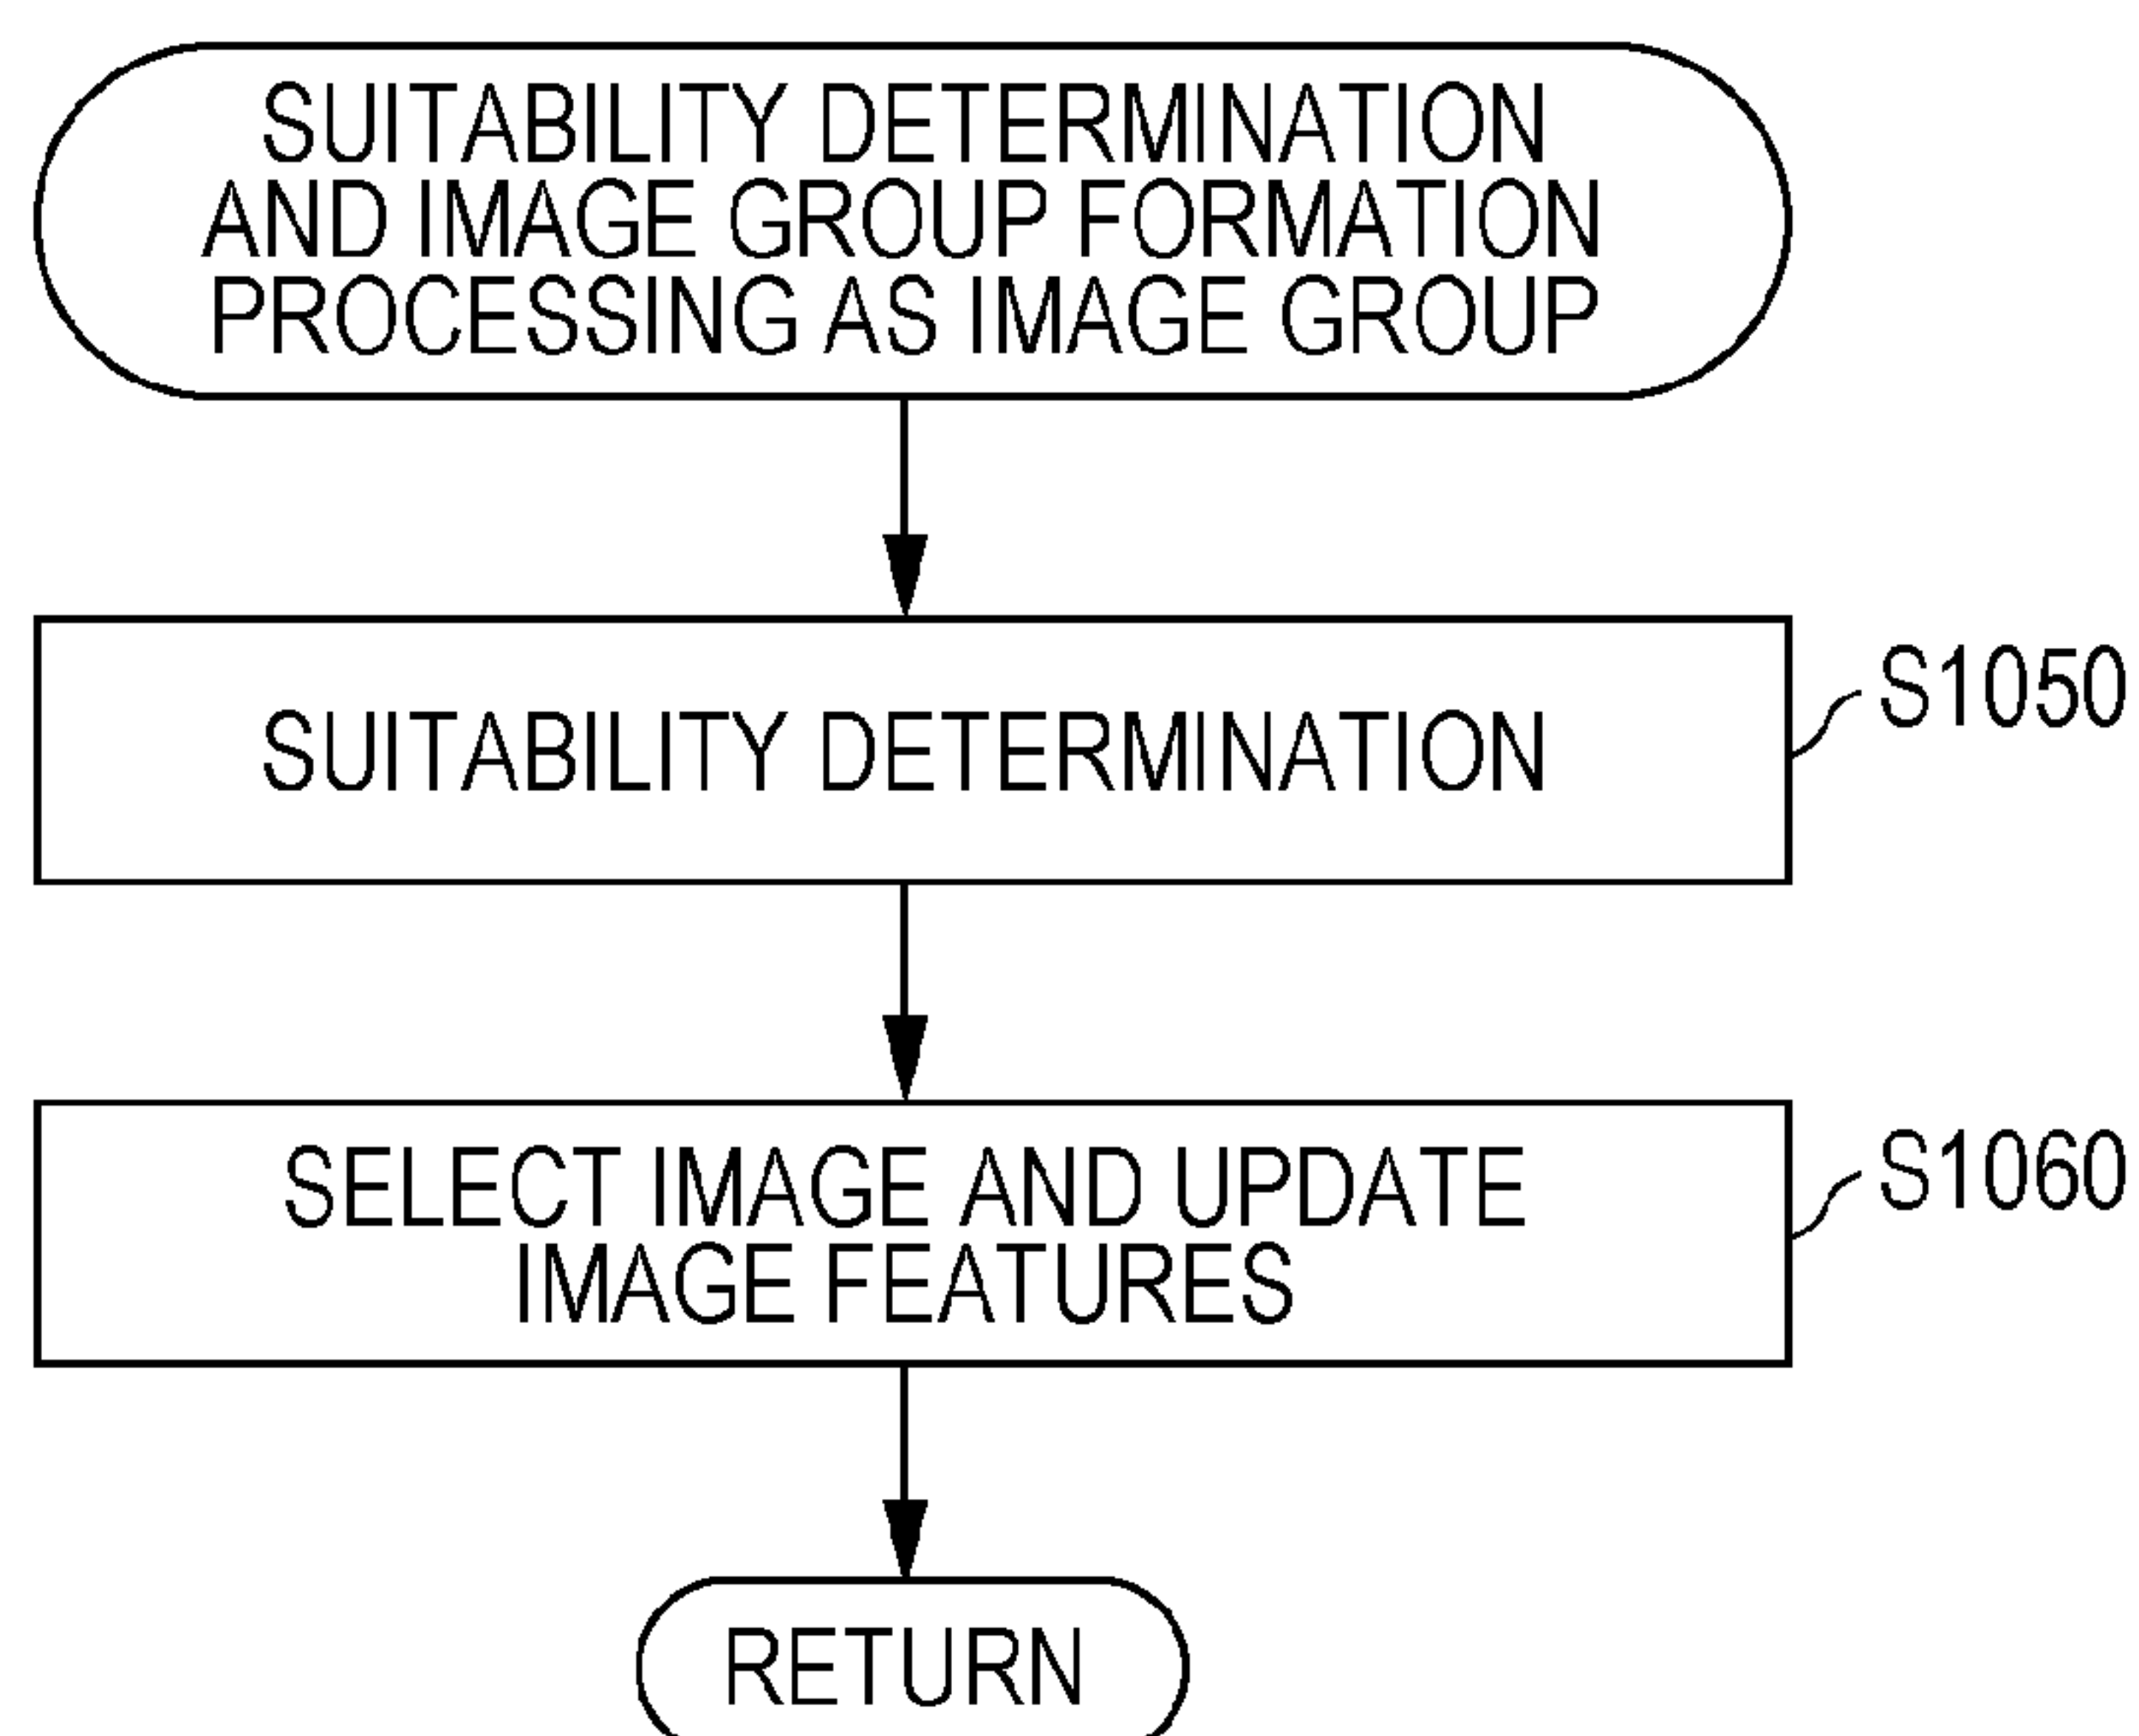 SUITABILITY DETERMINATION
AND IMAGE GROUP FORMATION
PROCESSING AS IMAGE GROUP
SUITABILITY DETERMINATION
S1050
SELECT IMAGE AND UPDATE
IMAGE FEATURES
S1060
RETURN